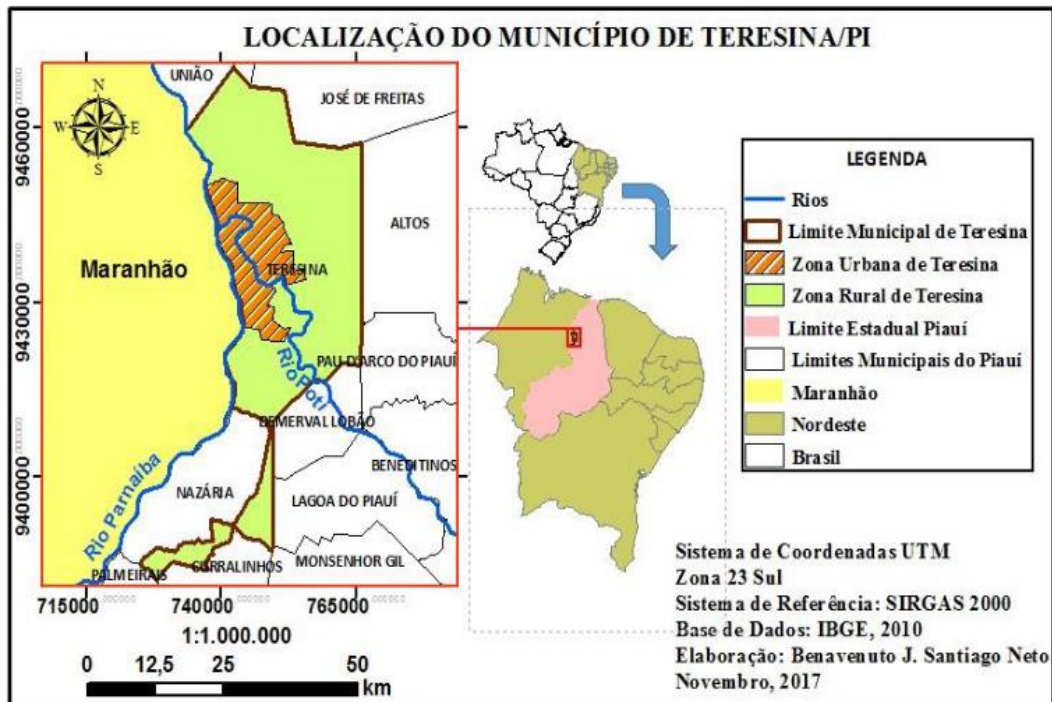 LOCALIZAÇÃO DO MUNICÍPIO DE TERESINA/PI
UNIÃO
JOSÉ DE FREITAS
N
W
E
S
ALTOS
Maranhão
TERESINA
PAU D'ARCO DO PIAUÍ
Rio Poti
DEMERVAL LOBÃO
BENEDITINOS
NAZÁRIA
LAGOA DO PIAUÍ
Rio Parnaíba
MONSENHOR GIL
PALMEIRAIS
CURRALINHOS
9460000
9430000
9400000
715000
740000
765000
1:1.000.000
0
12,5
25
50
km
LEGENDA
Rios
Limite Municipal de Teresina
Zona Urbana de Teresina
Zona Rural de Teresina
Limite Estadual Piauí
Limites Municipais do Piauí
Maranhão
Nordeste
Brasil
Sistema de Coordenadas UTM
Zona 23 Sul
Sistema de Referência: SIRGAS 2000
Base de Dados: IBGE, 2010
Elaboração: Benavenuto J. Santiago Neto
Novembro, 2017